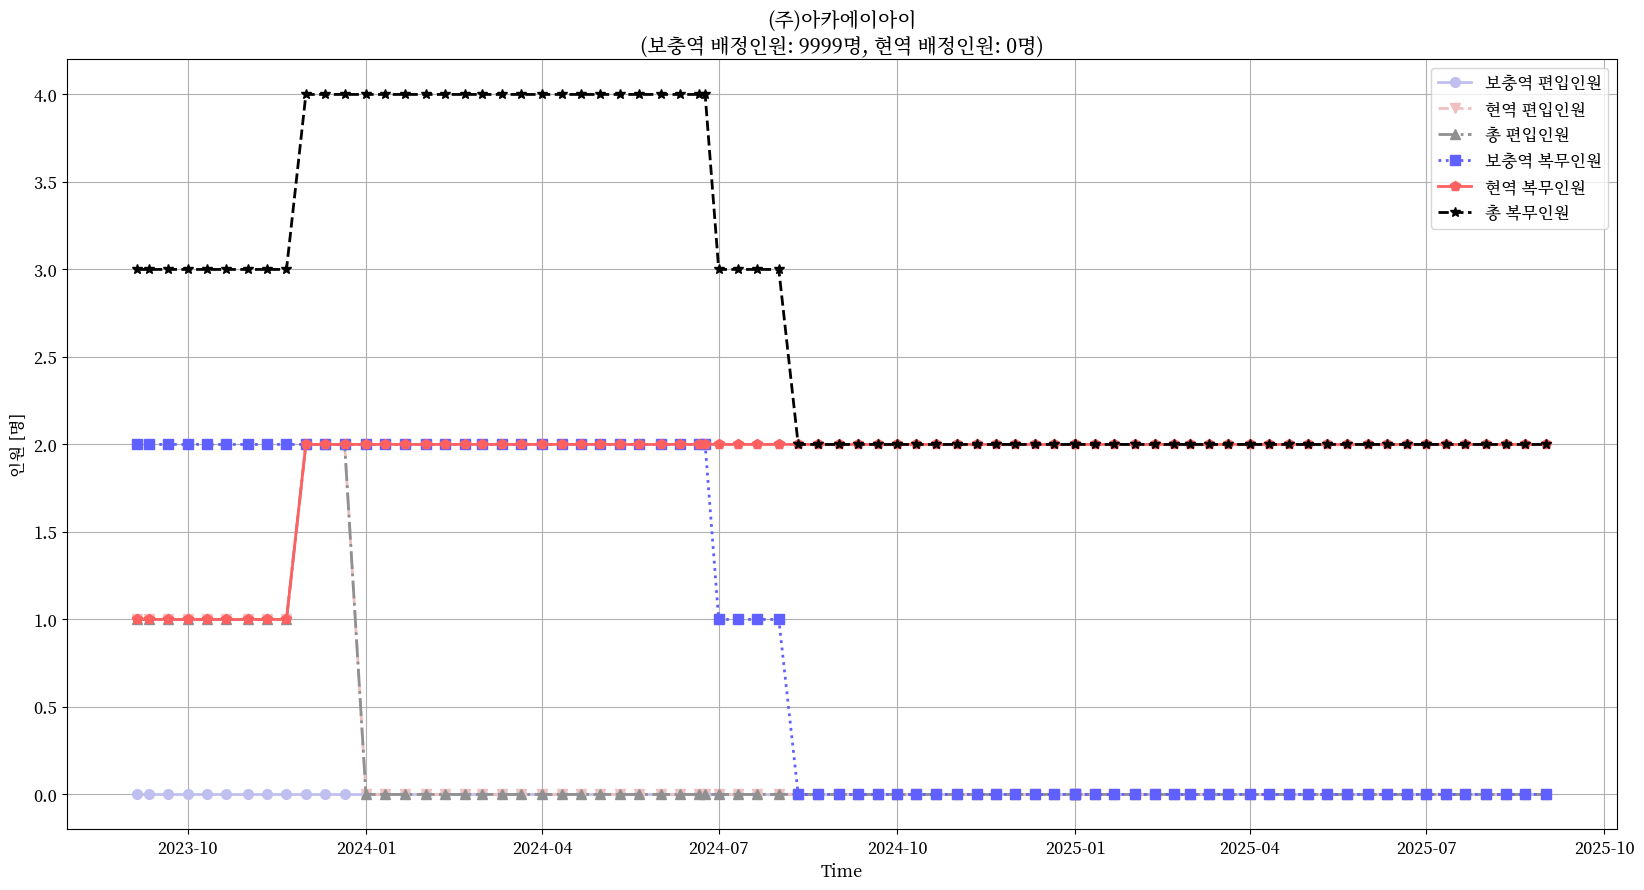 (주)아카에이아이
(보충역 배정인원: 9999명, 현역 배정인원: 0명)
보충역 편입인원
현역 편입인원
총 편입인원
보충역 복무인원
현역 복무인원
총 복무인원
4.0
3.5
3.0
2.5
2.0
1.5
1.0
0.5
0.0
인원 [명]
2023-10
2024-01
2024-04
2024-07
2024-10
2025-01
2025-04
2025-07
2025-10
Time